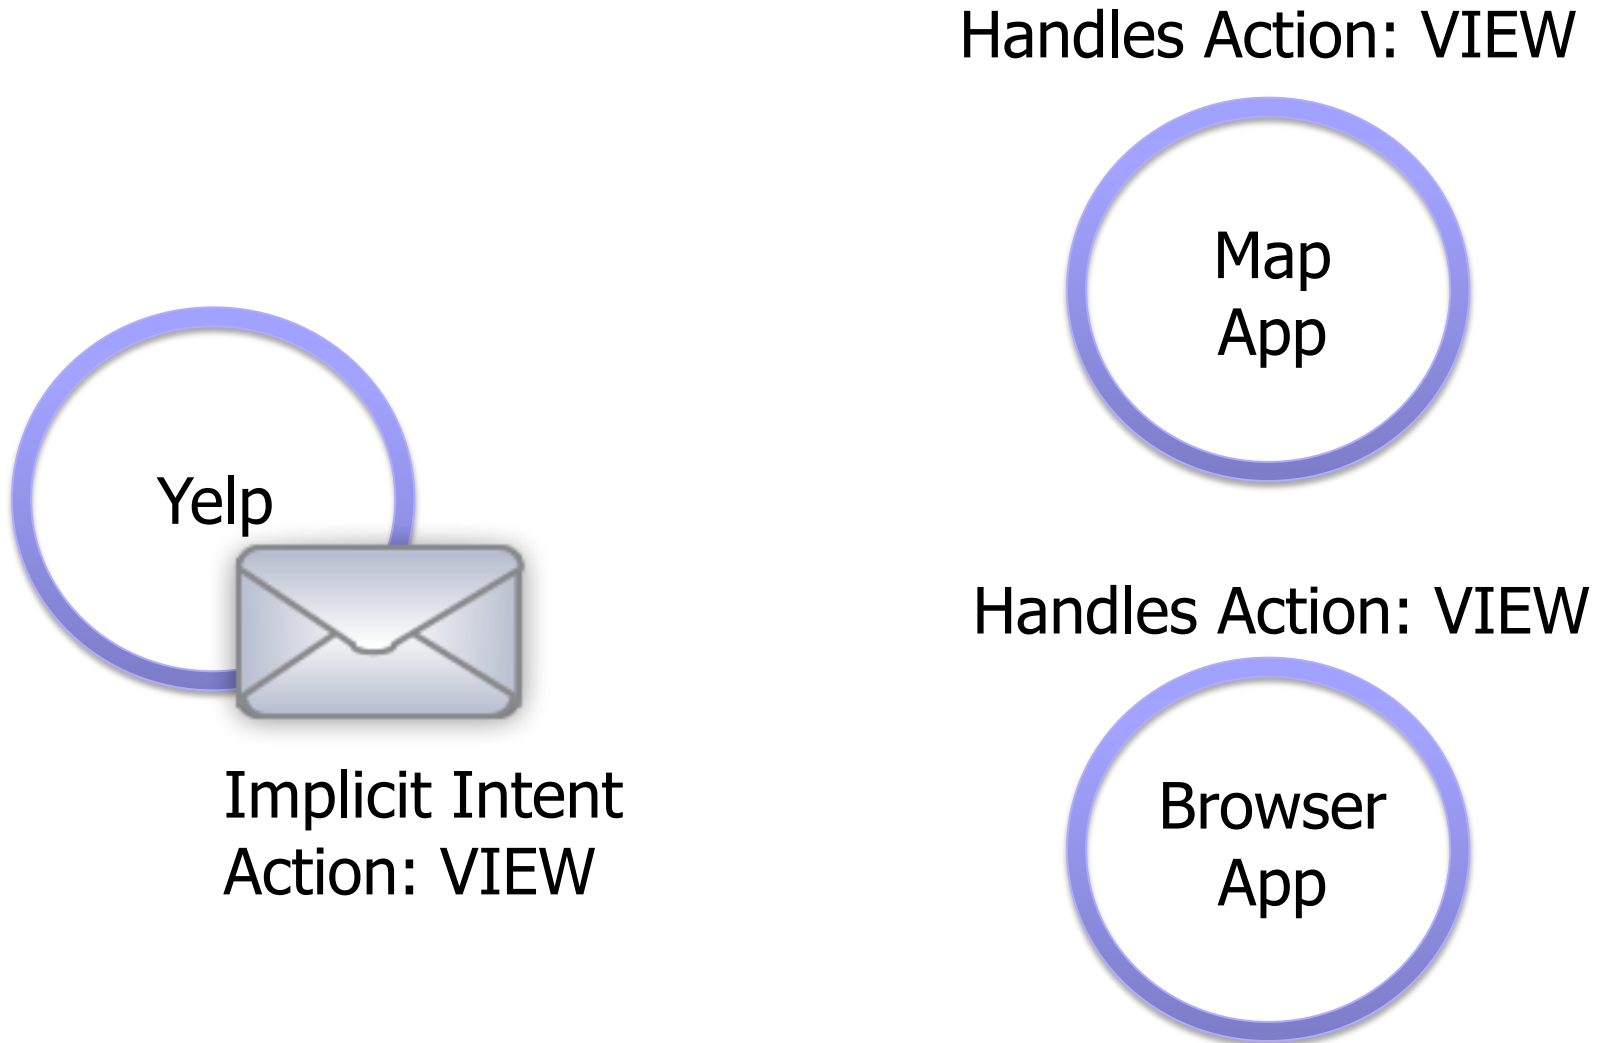 Handles Action: VIEW
Map
App
Yelp
Implicit Intent
Action: VIEW
Handles Action: VIEW
Browser
App